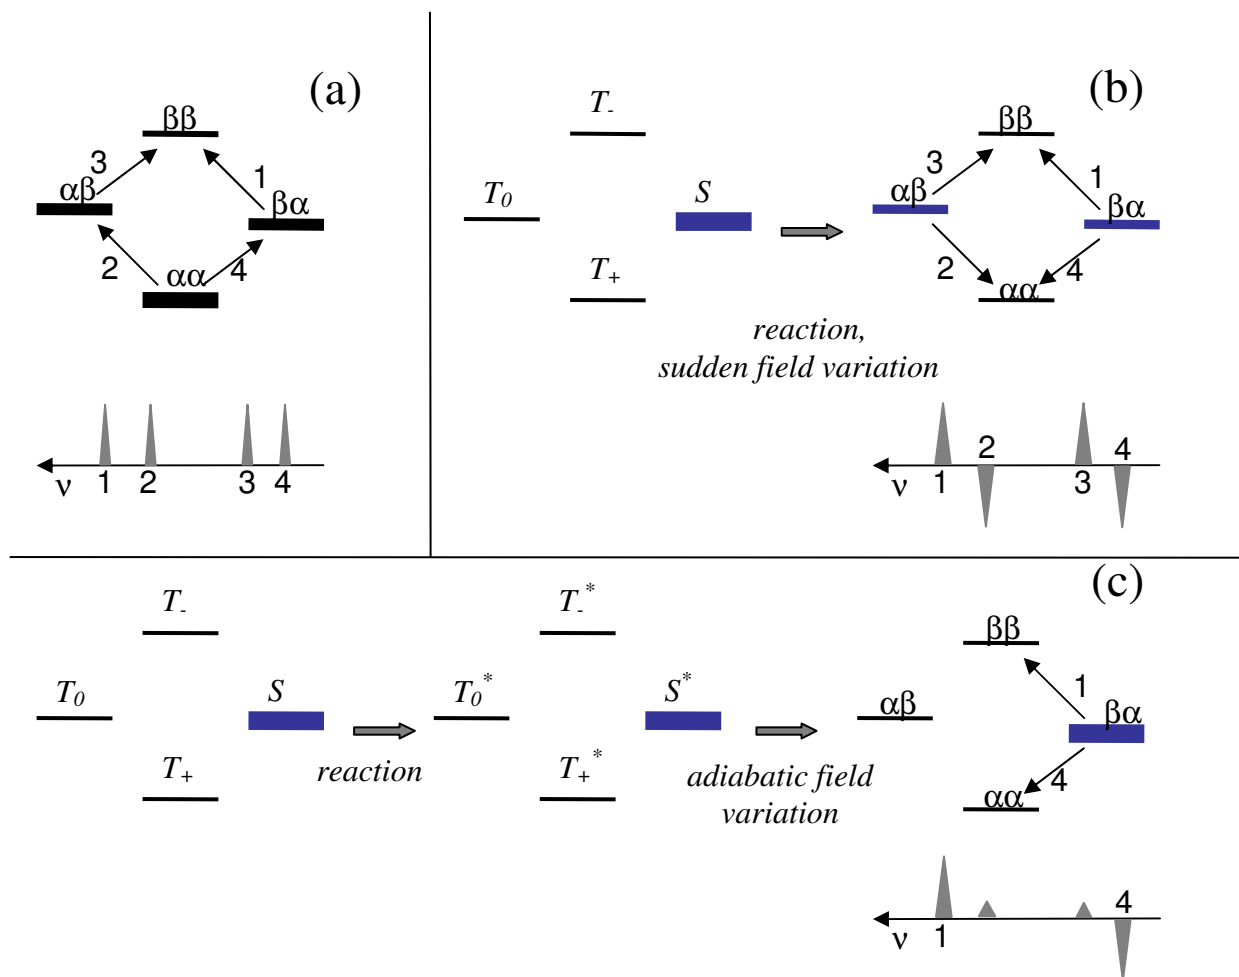 (a)
ββ
3
1
αβ
βα
2
αα
4
ν
1
2
3
4
(b)
T-
T0
S
T+
reaction,
sudden field variation
ββ
3
1
αβ
βα
2
4
αα
2
4
ν
1
3
(c)
T-
T0
S
T+
reaction
T-*
T0*
S*
T+*
adiabatic field
variation
ββ
1
αβ
βα
4
αα
4
ν
1